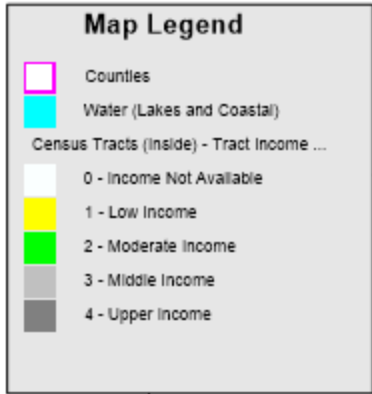 Map Legend
Counties
Water (Lakes and Coastal)
Census Tracts (Inside) - Tract Income ...
0 - Income Not Available
1 - Low Income
2 - Moderate Income
3 - Middle Income
4 - Upper Income